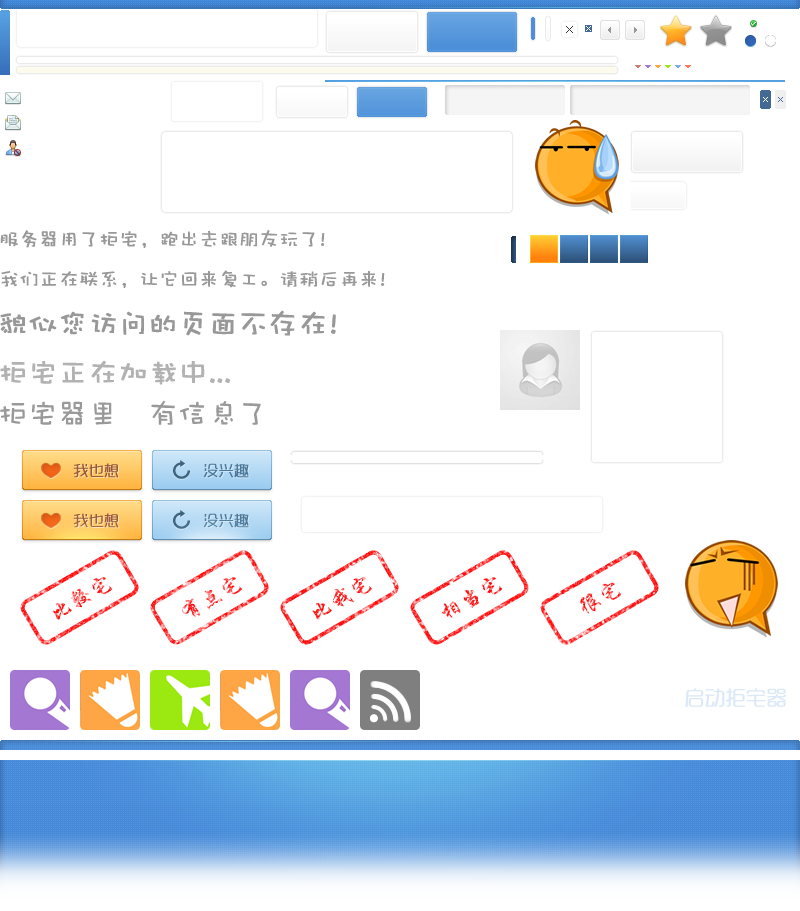 服务器用了拒宅，跑出去跟朋友玩了！
我们正在联系，让它回来复工。请稍后再来！
貌似您访问的页面不存在！
拒宅正在加载中...
拒宅器里 有信息了
我也想 没兴趣
我也想 没兴趣
比较宅 有点宅 比我宅 相当宅 很宅
启动拒宅器